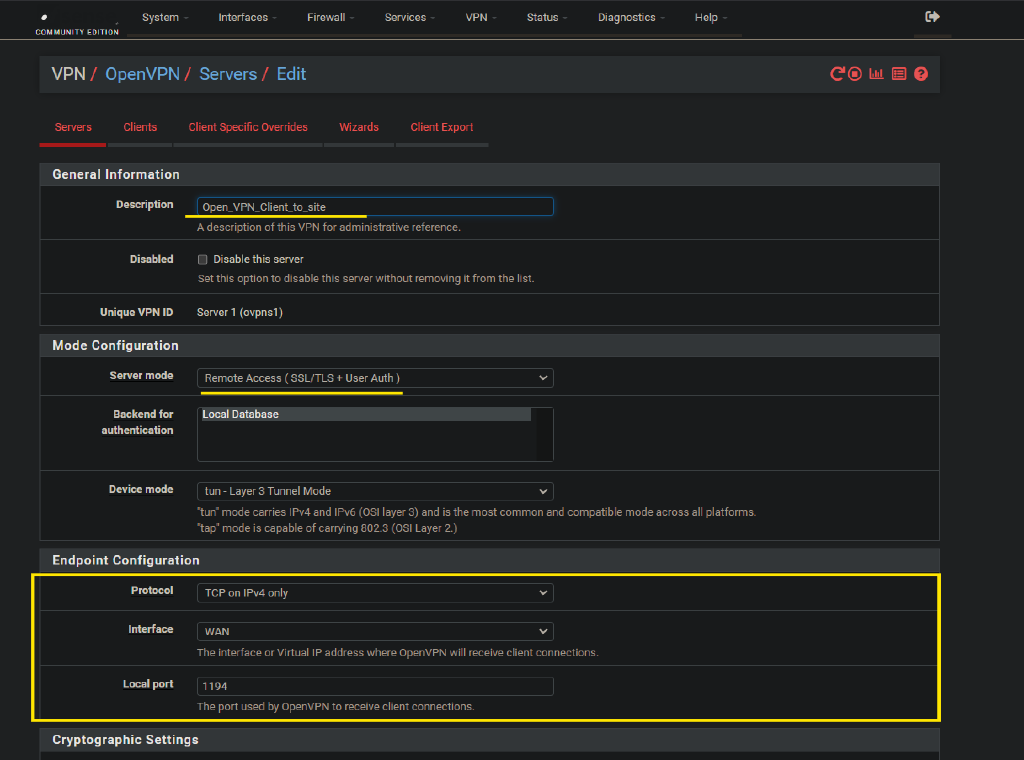 COMMUNITY EDITION
System Interfaces Firewall Services VPN Status Diagnostics Help
VPN / OpenVPN / Servers / Edit
Servers Clients Client Specific Overrides Wizards Client Export
General Information
Description Open_VPN_Client_to_site
A description of this VPN for administrative reference.
Disabled Disable this server
Set this option to disable this server without removing it from the list.
Unique VPN ID Server 1 (ovpns1)
Mode Configuration
Server mode Remote Access ( SSL/TLS + User Auth )
Backend for Local Database
authentication
Device mode tun - Layer 3 Tunnel Mode
"tun" mode carries IPv4 and IPv6 (OSI layer 3) and is the most common and compatible mode across all platforms.
"tap" mode is capable of carrying 802.3 (OSI Layer 2.)
Endpoint Configuration
Protocol TCP on IPv4 only
Interface WAN
The interface or Virtual IP address where OpenVPN will receive client connections.
Local port 1194
The port used by OpenVPN to receive client connections.
Cryptographic Settings